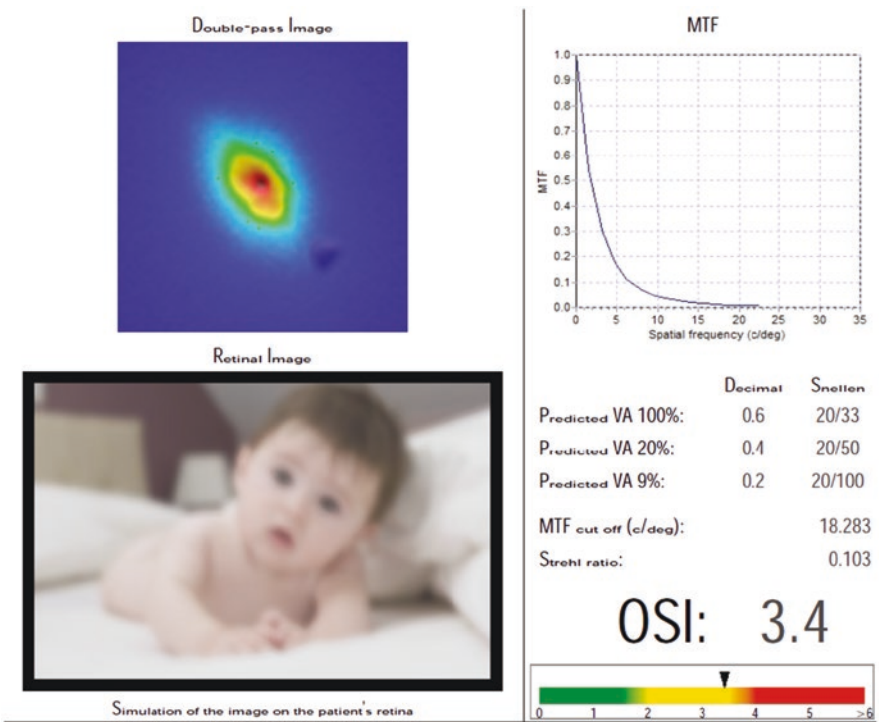 Double-pass Image
Retinal Image
Simulation of the image on the patient's retina
MTF
1.0
0.9
0.8
0.7
0.6
0.5
0.4
0.3
0.2
0.1
0.0
MTF
0 5 10 15 20 25 30 35
Spatial frequency (c/deg)
Decimal Snellen
Predicted VA 100%: 0.6 20/33
Predicted VA 20%: 0.4 20/50
Predicted VA 9%: 0.2 20/100
MTF cut off (c/deg): 18.283
Strehl ratio: 0.103
OSI: 3.4
0 1 2 3 4 5 >6